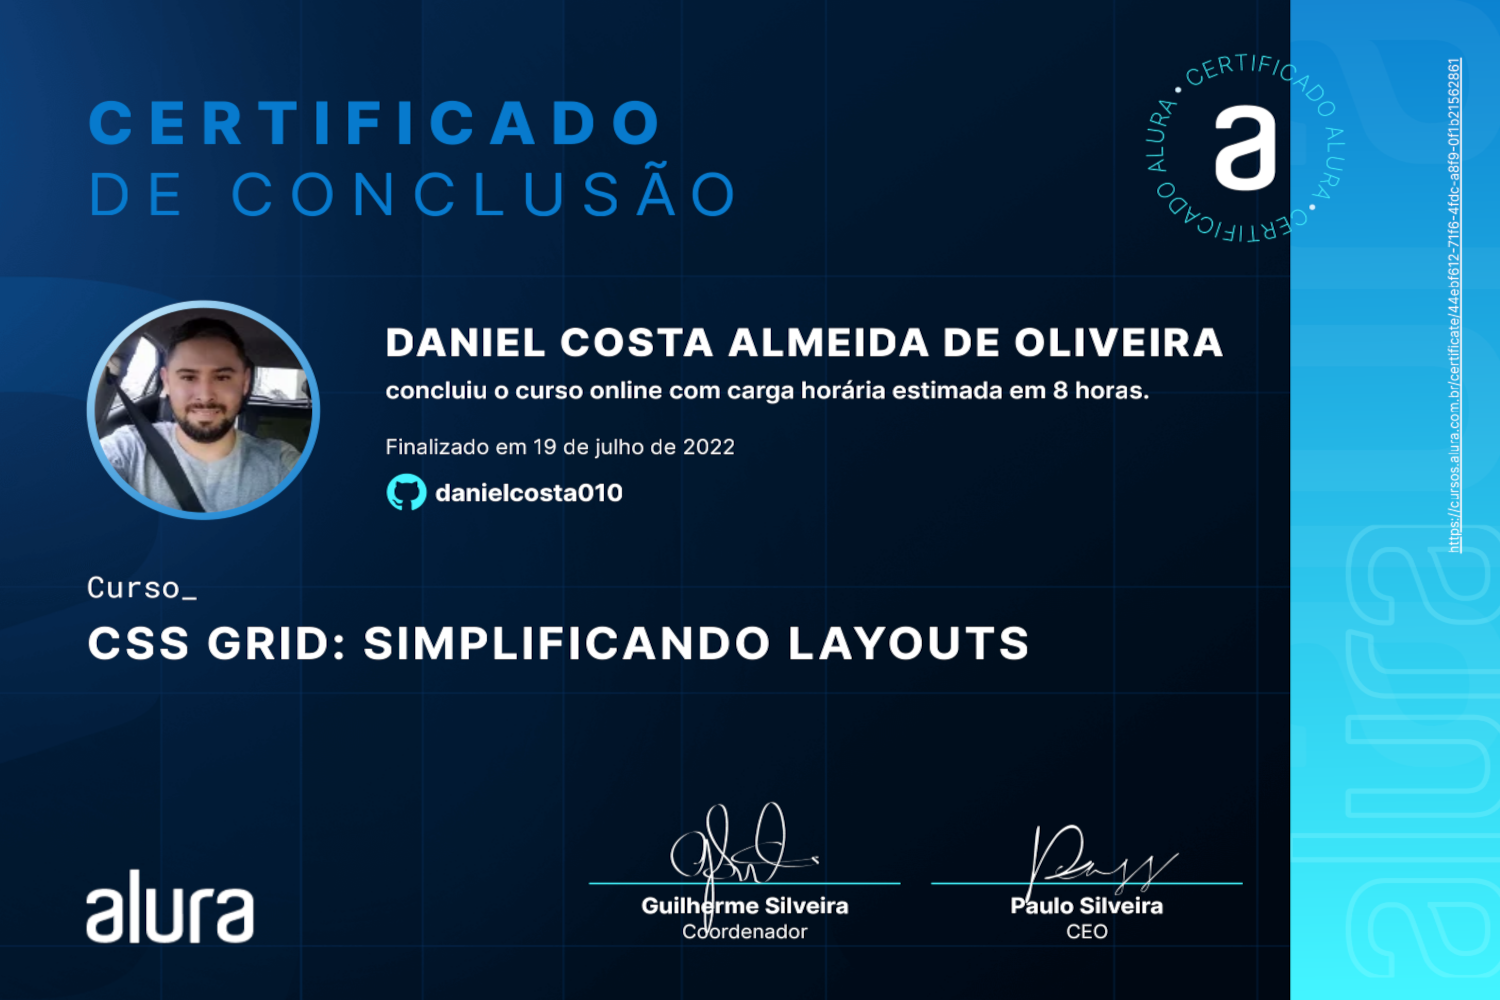 CERTIFICADO
DE CONCLUSÃO
CERTIFICADO ALURA • CERTIFICADO ALURA •
a
DANIEL COSTA ALMEIDA DE OLIVEIRA
concluiu o curso online com carga horária estimada em 8 horas.
Finalizado em 19 de julho de 2022
danielcosta010
Curso_
CSS GRID: SIMPLIFICANDO LAYOUTS
alura
Guilherme Silveira
Coordenador
Paulo Silveira
CEO
https://cursos.alura.com.br/certificate/44ebf612-71f6-4fdc-a8f9-0f1b21562861
alura